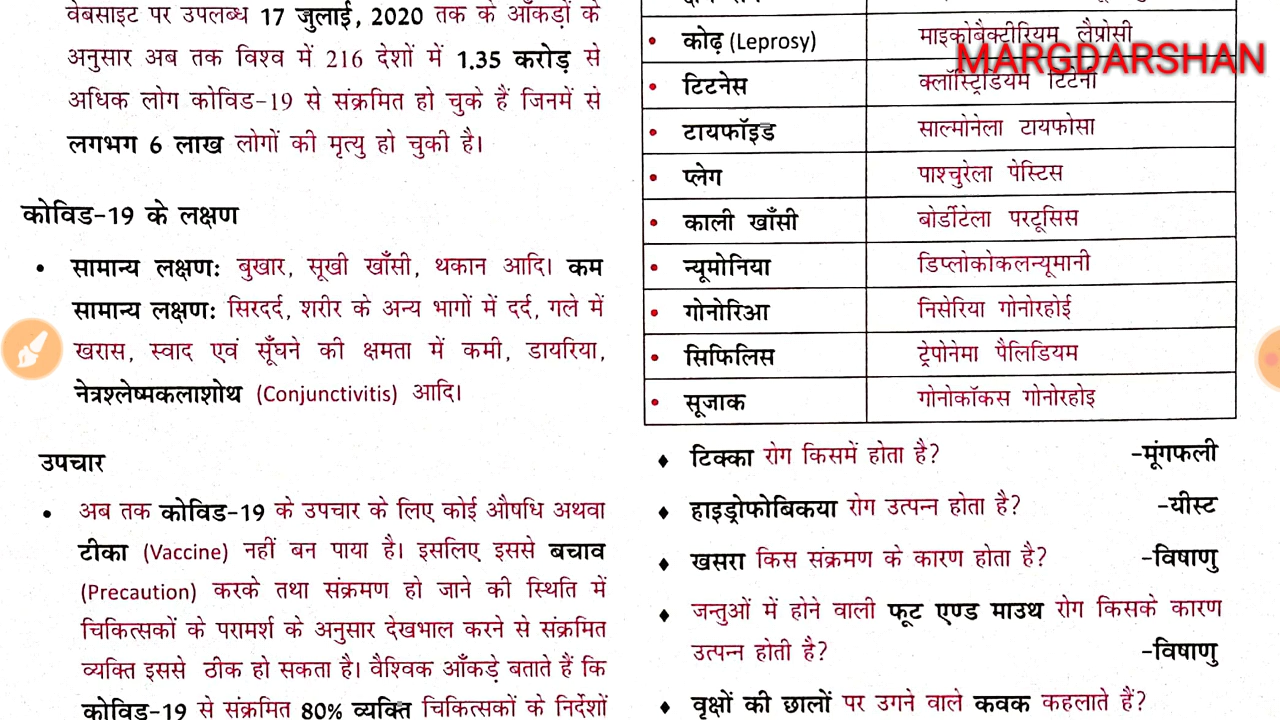 वेबसाइट पर उपलब्ध 17 जुलाई, 2020 तक के आँकड़ों के
अनुसार अब तक विश्व में 216 देशों में 1.35 करोड़ से
अधिक लोग कोविड-19 से संक्रमित हो चुके हैं जिनमें से
लगभग 6 लाख लोगों की मृत्यु हो चुकी है।
कोविड-19 के लक्षण
• सामान्य लक्षण: बुखार, सूखी खाँसी, थकान आदि। कम
सामान्य लक्षण: सिरदर्द, शरीर के अन्य भागों में दर्द, गले में
खरास, स्वाद एवं सूँघने की क्षमता में कमी, डायरिया,
नेत्रश्लेष्मकलाशोथ (Conjunctivitis) आदि।
उपचार
• अब तक कोविड-19 के उपचार के लिए कोई औषधि अथवा
टीका (Vaccine) नहीं बन पाया है। इसलिए इससे बचाव
(Precaution) करके तथा संक्रमण हो जाने की स्थिति में
चिकित्सकों के परामर्श के अनुसार देखभाल करने से संक्रमित
व्यक्ति इससे ठीक हो सकता है। वैश्विक आँकड़े बताते हैं कि
कोविड-19 से संक्रमित 80% व्यक्ति चिकित्सकों के निर्देशों
MARGDARSHAN
• कोढ़ (Leprosy) माइकोबैक्टीरियम लैप्रोसी
• टिटनेस क्लॉस्ट्रिडियम टिटेनी
• टायफॉइड साल्मोनेला टायफोसा
• प्लेग पाश्चुरेला पेस्टिस
• काली खाँसी बोर्डीटेला परटूसिस
• न्यूमोनिया डिप्लोकोकलन्यूमानी
• गोनोरिआ निसेरिया गोनोरहोई
• सिफिलिस ट्रेपोनेमा पैलिडियम
• सूजाक गोनोकॉकस गोनोरहोइ
♦ टिक्का रोग किसमें होता है? -मूंगफली
♦ हाइड्रोफोबिकया रोग उत्पन्न होता है? -यीस्ट
♦ खसरा किस संक्रमण के कारण होता है? -विषाणु
♦ जन्तुओं में होने वाली फूट एण्ड माउथ रोग किसके कारण
उत्पन्न होती है? -विषाणु
♦ वृक्षों की छालों पर उगने वाले कवक कहलाते हैं?